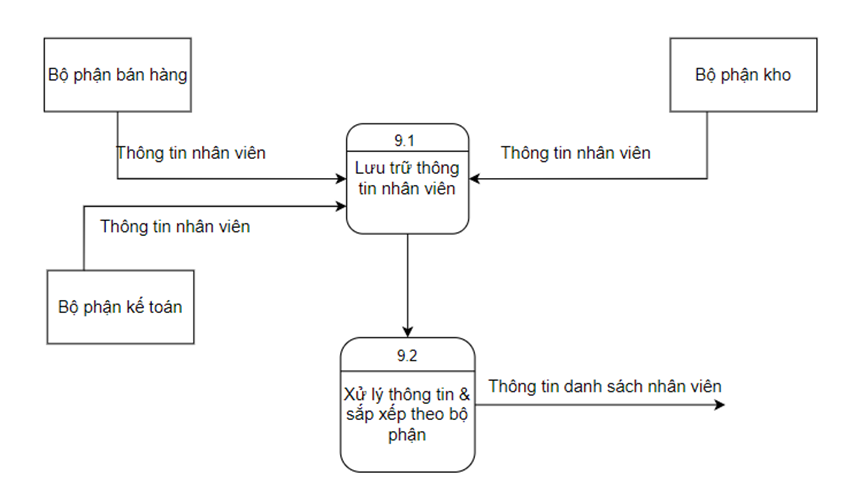 Bộ phận bán hàng
Bộ phận kho
9.1
Thông tin nhân viên
Thông tin nhân viên
Lưu trữ thông
tin nhân viên
Thông tin nhân viên
Bộ phận kế toán
9.2
Xử lý thông tin &
sắp xếp theo bộ
phận
Thông tin danh sách nhân viên